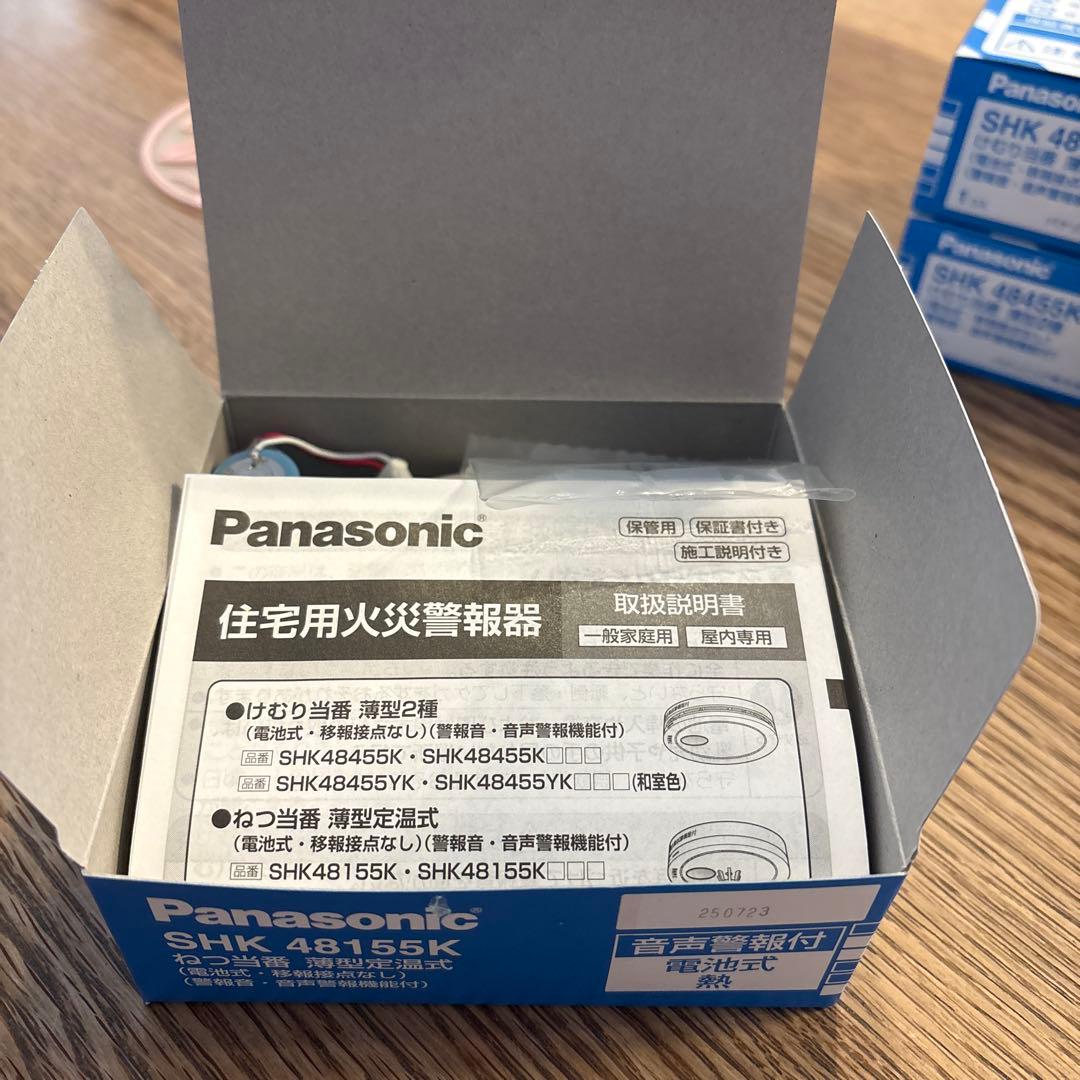 Panasonic
保管用 保証書付き
施工説明付き
住宅用火災警報器
取扱説明書
一般家庭用 屋内専用
●けむり当番 薄型2種
(電池式・移報接点なし)(警報音・音声警報機能付)
品番 SHK48455K・SHK48455K□□□
品番 SHK48455YK・SHK48455YK□□□(和室色)
●ねつ当番 薄型定温式
(電池式・移報接点なし)(警報音・音声警報機能付)
品番 SHK48155K・SHK48155K□□□
Panasonic
SHK 48155K
ねつ当番 薄型定温式
(電池式・移報接点なし)
(警報音・音声警報機能付)
250723
音声警報付
電池式
熱
Panaso
SHK 48
けむり当番 薄
Panasonic
SHK 48455K